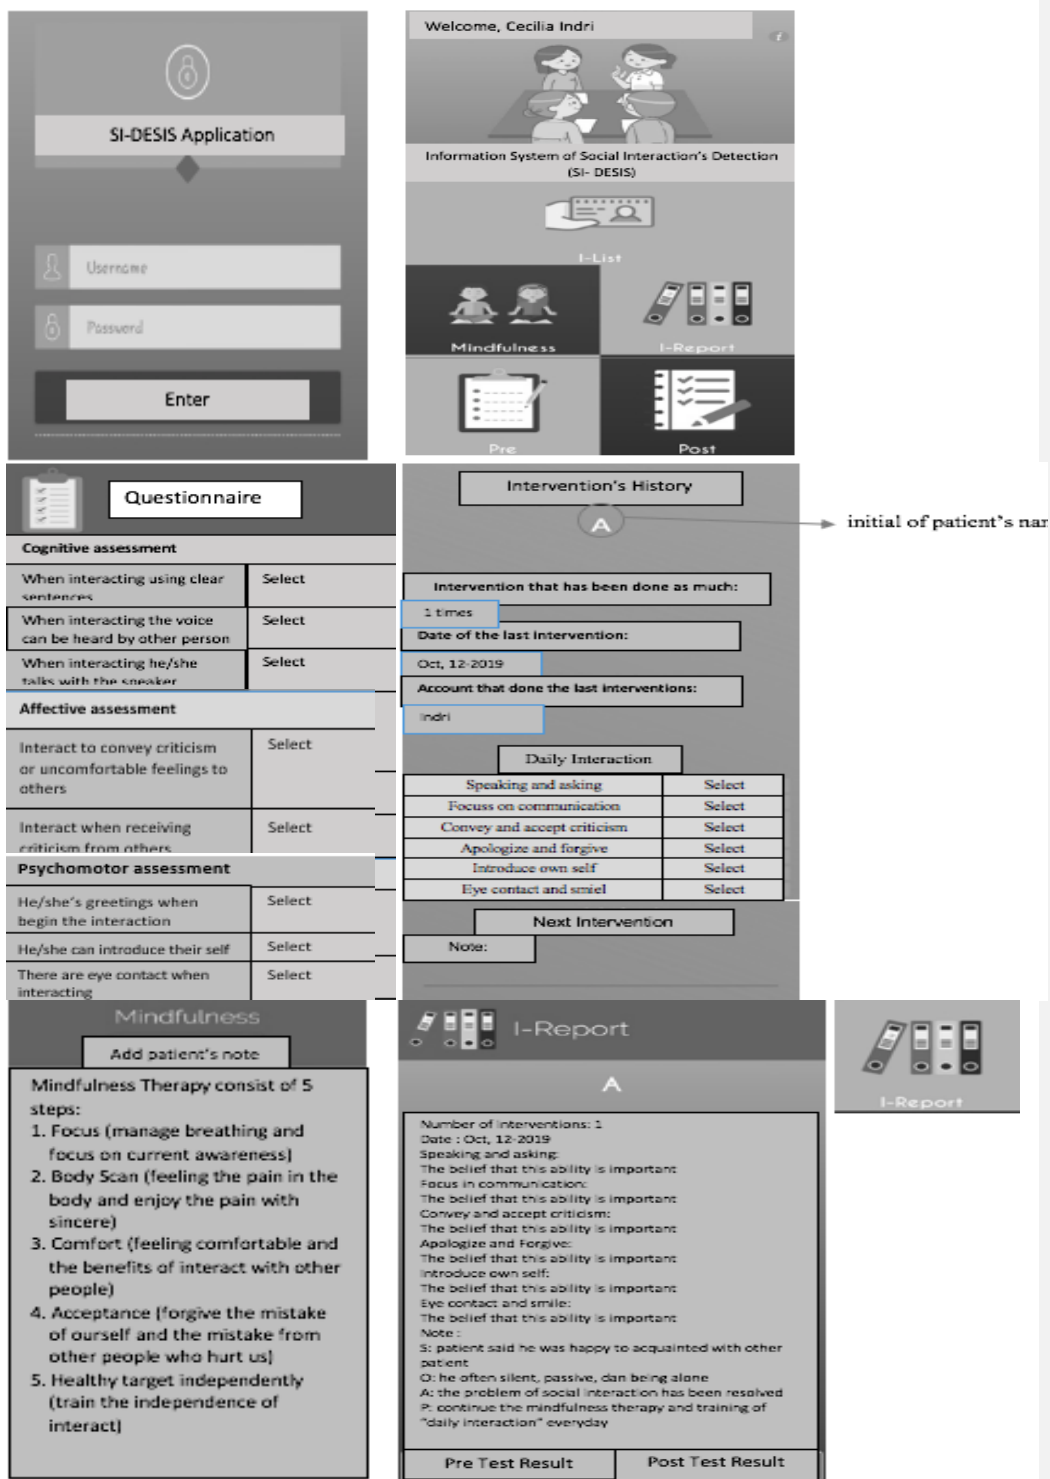 SI-DESIS Application
Username
Password
Enter
Welcome, Cecilia Indri
i
Information System of Social Interaction's Detection
(SI- DESIS)
I-List
Mindfulness
I-Report
Pre
Post
Questionnaire
Cognitive assessment
When interacting using clear
sentences
Select
When interacting the voice
can be heard by other person
Select
When interacting he/she
talks with the speaker
Select
Affective assessment
Interact to convey criticism
or uncomfortable feelings to
others
Select
Interact when receiving
criticism from others
Select
Psychomotor assessment
He/she's greetings when
begin the interaction
Select
He/she can introduce their self
Select
There are eye contact when
interacting
Select
Intervention's History
A
initial of patient's nar
Intervention that has been done as much:
1 times
Date of the last intervention:
Oct, 12-2019
Account that done the last interventions:
Indri
Daily Interaction
Speaking and asking Select
Focuss on communication Select
Convey and accept criticism Select
Apologize and forgive Select
Introduce own self Select
Eye contact and smiel Select
Next Intervention
Note:
Mindfulness
Add patient's note
Mindfulness Therapy consist of 5
steps:
1. Focus (manage breathing and
focus on current awareness)
2. Body Scan (feeling the pain in the
body and enjoy the pain with
sincere)
3. Comfort (feeling comfortable and
the benefits of interact with other
people)
4. Acceptance (forgive the mistake
of ourself and the mistake from
other people who hurt us)
5. Healthy target independently
(train the independence of
interact)
I-Report
A
Number of interventions: 1
Date : Oct, 12-2019
Speaking and asking:
The belief that this ability is important
Focus in communication:
The belief that this ability is important
Convey and accept criticism:
The belief that this ability is important
Apologize and Forgive:
The belief that this ability is important
Introduce own self:
The belief that this ability is important
Eye contact and smile:
The belief that this ability is important
Note :
S: patient said he was happy to acquainted with other
patient
O: he often silent, passive, dan being alone
A: the problem of social interaction has been resolved
P: continue the mindfulness therapy and training of
"daily interaction" everyday
Pre Test Result
Post Test Result
I-Report